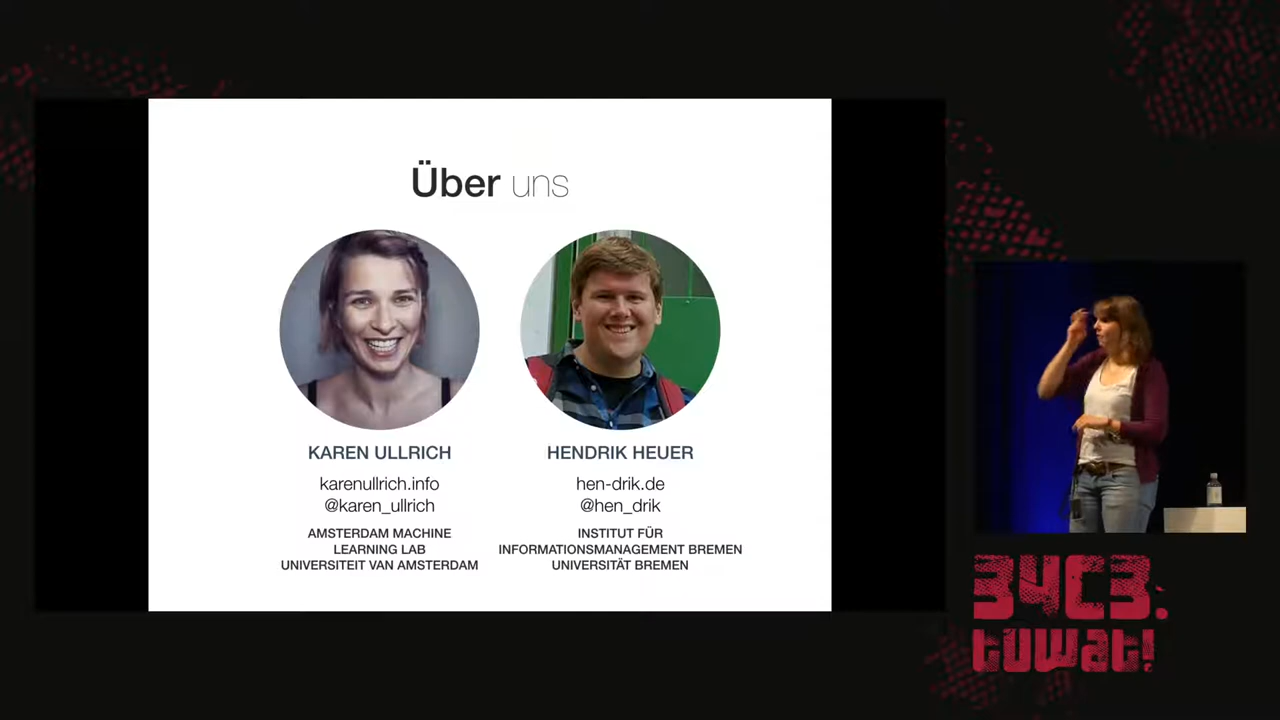 Über uns
KAREN ULLRICH
karenullrich.info
@karen_ullrich
AMSTERDAM MACHINE
LEARNING LAB
UNIVERSITEIT VAN AMSTERDAM
HENDRIK HEUER
hen-drik.de
@hen_drik
INSTITUT FÜR
INFORMATIONSMANAGEMENT BREMEN
UNIVERSITÄT BREMEN
34C3.
tuwat!